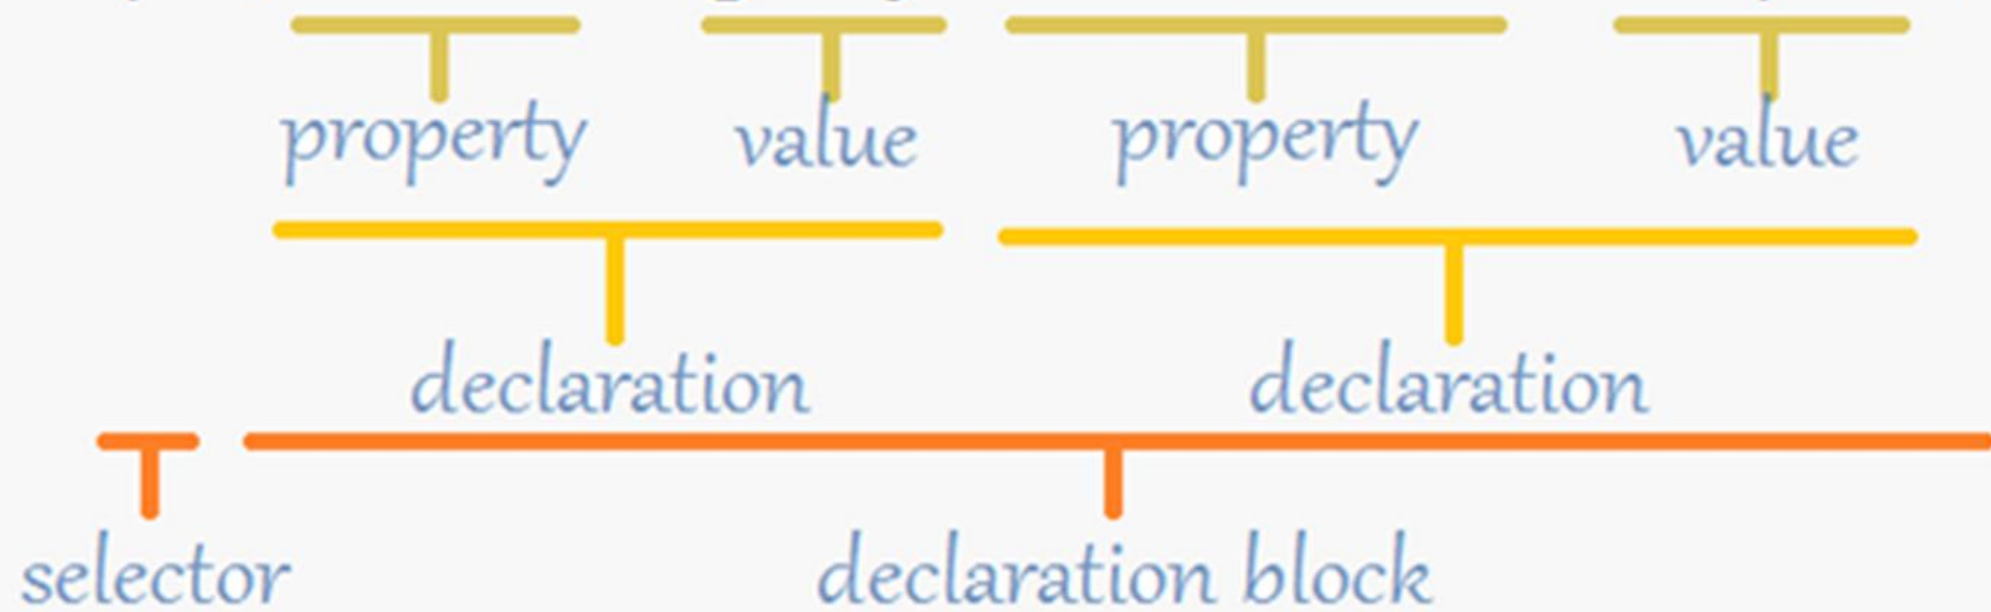 property value property value
declaration declaration
selector declaration block